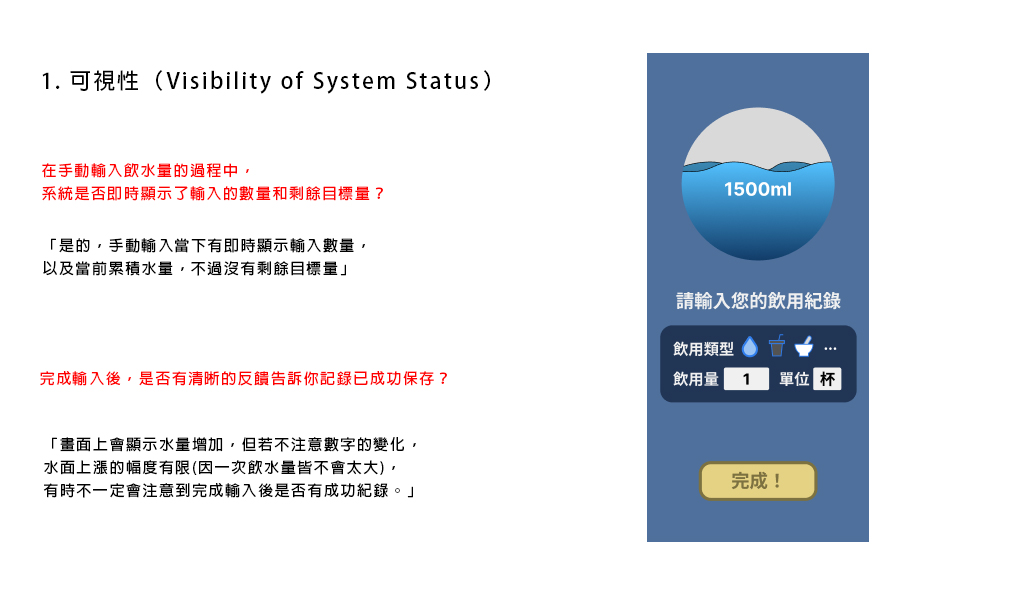 1. 可視性（Visibility of System Status）
在手動輸入飲水量的過程中，
系統是否即時顯示了輸入的數量和剩餘目標量？
「是的，手動輸入當下有即時顯示輸入數量，
以及當前累積水量，不過沒有剩餘目標量」
完成輸入後，是否有清晰的反饋告訴你記錄已成功保存？
「畫面上會顯示水量增加，但若不注意數字的變化，
水面上漲的幅度有限(因一次飲水量皆不會太大)，
有時不一定會注意到完成輸入後是否有成功紀錄。」
1500ml
請輸入您的飲用紀錄
飲用類型 ...
飲用量 1 單位 杯
完成！